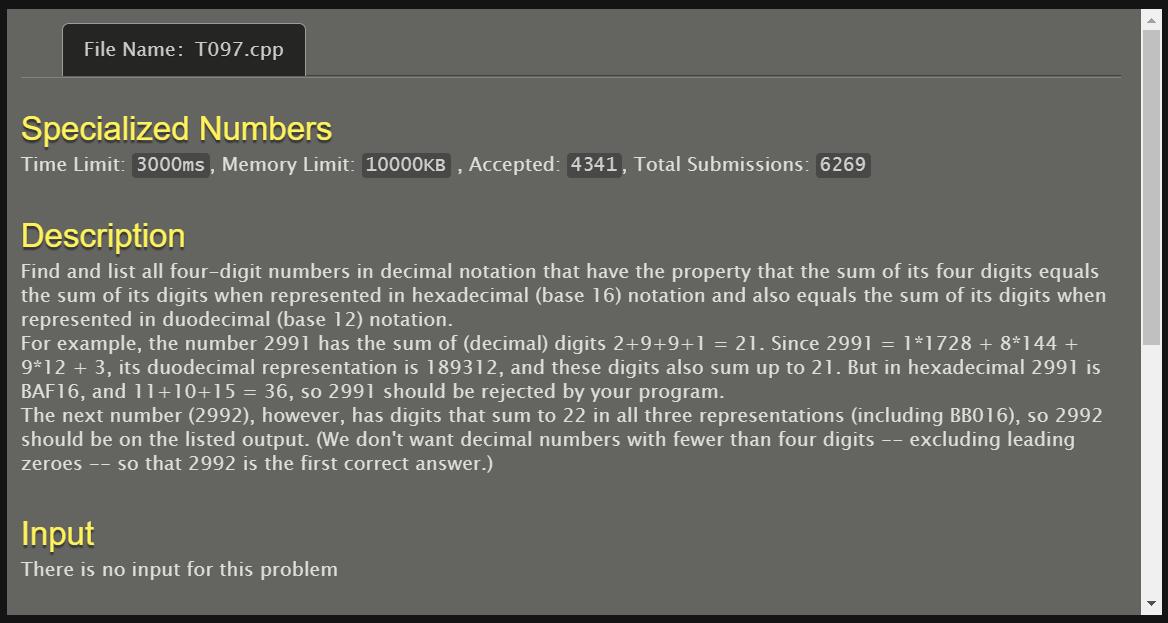 File Name: T097.cpp
Specialized Numbers
Time Limit: 3000ms, Memory Limit: 10000KB , Accepted: 4341, Total Submissions: 6269
Description
Find and list all four-digit numbers in decimal notation that have the property that the sum of its four digits equals
the sum of its digits when represented in hexadecimal (base 16) notation and also equals the sum of its digits when
represented in duodecimal (base 12) notation.
For example, the number 2991 has the sum of (decimal) digits 2+9+9+1 = 21. Since 2991 = 1*1728 + 8*144 +
9*12 + 3, its duodecimal representation is 189312, and these digits also sum up to 21. But in hexadecimal 2991 is
BAF16, and 11+10+15 = 36, so 2991 should be rejected by your program.
The next number (2992), however, has digits that sum to 22 in all three representations (including BB016), so 2992
should be on the listed output. (We don't want decimal numbers with fewer than four digits -- excluding leading
zeroes -- so that 2992 is the first correct answer.)
Input
There is no input for this problem